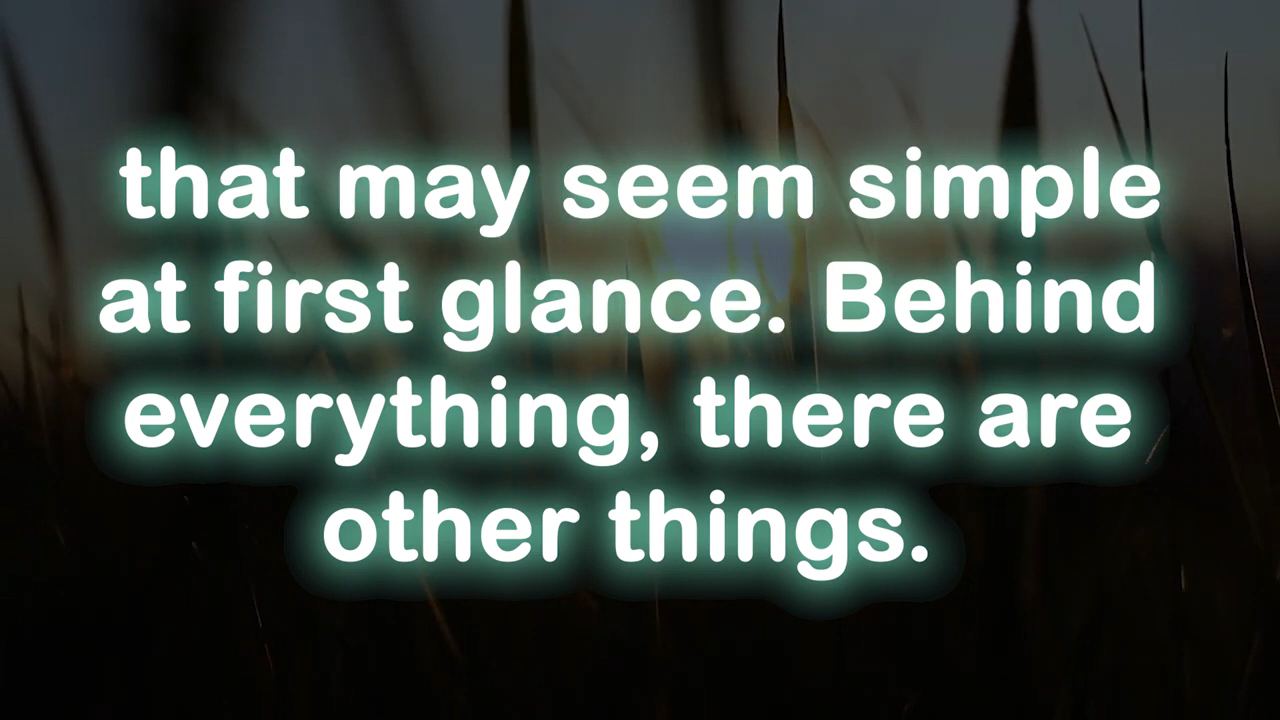 that may seem simple
at first glance. Behind
everything, there are
other things.